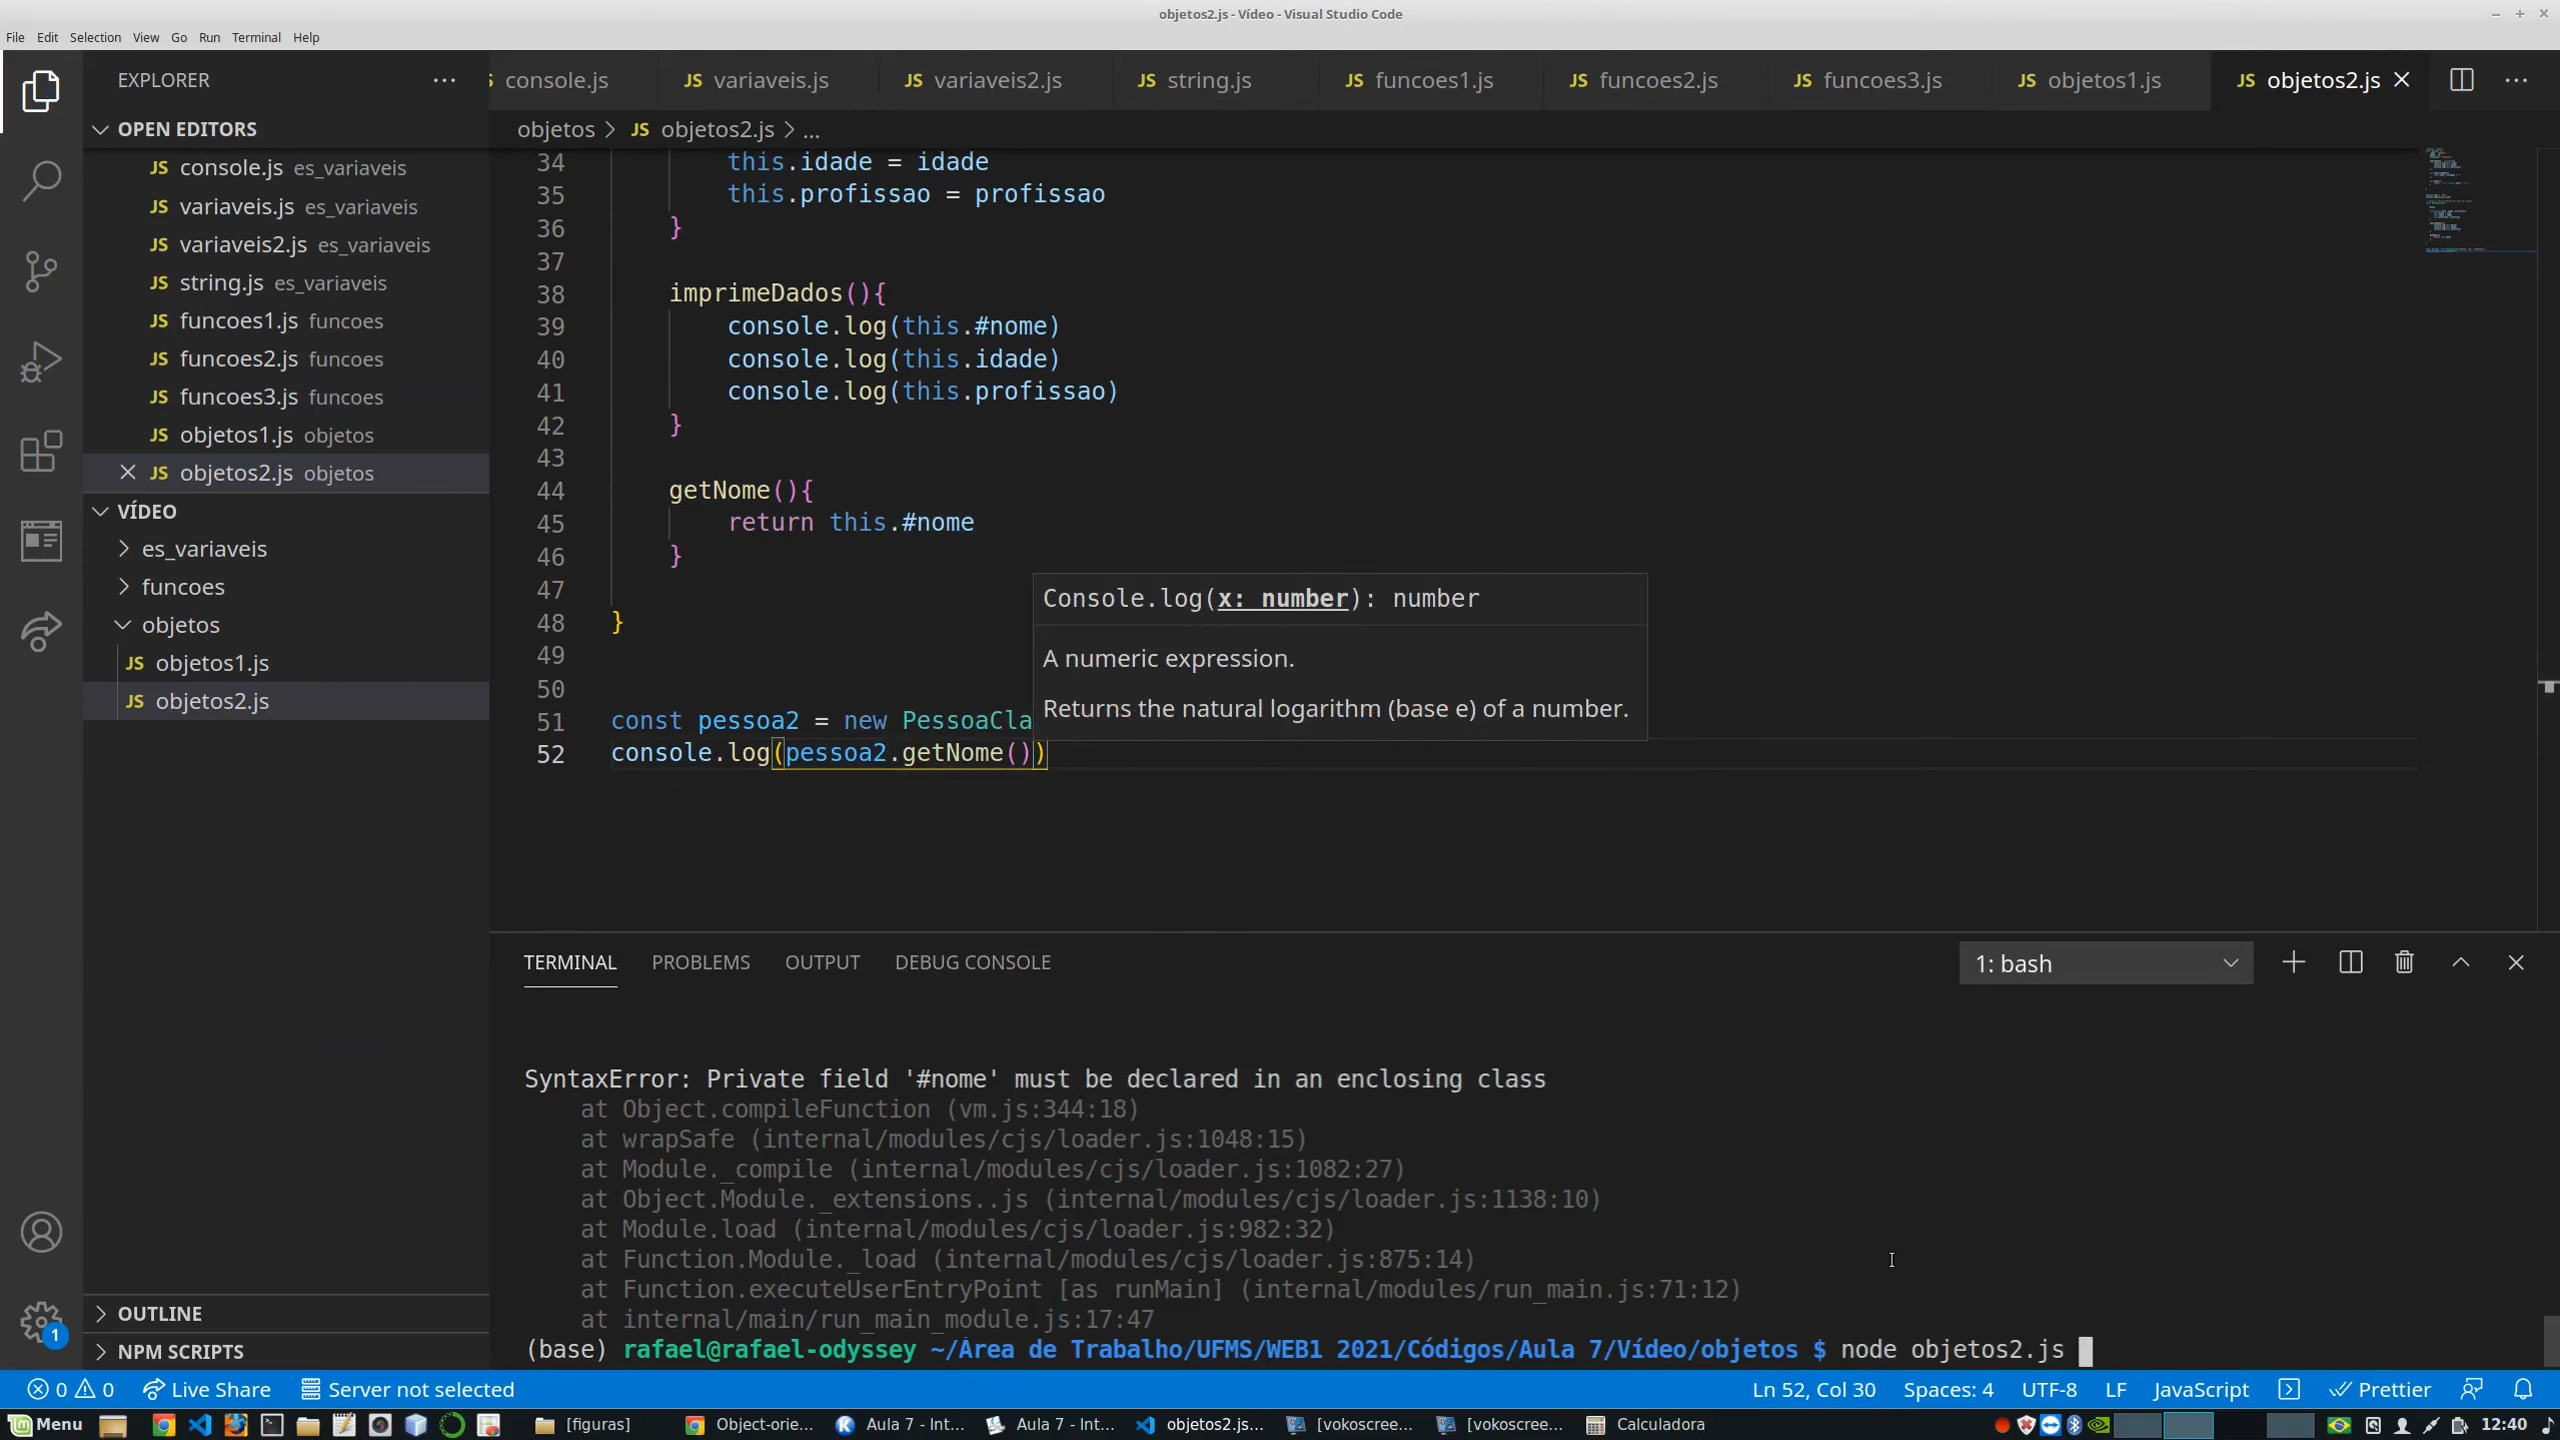 objetos2.js - Vídeo - Visual Studio Code
File Edit Selection View Go Run Terminal Help
EXPLORER
console.js
variaveis.js
variaveis2.js
string.js
funcoes1.js
funcoes2.js
funcoes3.js
objetos1.js
objetos2.js
OPEN EDITORS
JS console.js es_variaveis
JS variaveis.js es_variaveis
JS variaveis2.js es_variaveis
JS string.js es_variaveis
JS funcoes1.js funcoes
JS funcoes2.js funcoes
JS funcoes3.js funcoes
JS objetos1.js objetos
JS objetos2.js objetos
VÍDEO
es_variaveis
funcoes
objetos
JS objetos1.js
JS objetos2.js
OUTLINE
NPM SCRIPTS
objetos > JS objetos2.js > ...
34 this.idade = idade
35 this.profissao = profissao
36 }
37
38 imprimeDados(){
39 console.log(this.#nome)
40 console.log(this.idade)
41 console.log(this.profissao)
42 }
43
44 getNome(){
45 return this.#nome
46 }
47
48 }
49
50
51 const pessoa2 = new PessoaCla
52 console.log(pessoa2.getNome())
Console.log(x: number): number
A numeric expression.
Returns the natural logarithm (base e) of a number.
TERMINAL PROBLEMS OUTPUT DEBUG CONSOLE
1: bash
SyntaxError: Private field '#nome' must be declared in an enclosing class
at Object.compileFunction (vm.js:344:18)
at wrapSafe (internal/modules/cjs/loader.js:1048:15)
at Module._compile (internal/modules/cjs/loader.js:1082:27)
at Object.Module._extensions..js (internal/modules/cjs/loader.js:1138:10)
at Module.load (internal/modules/cjs/loader.js:982:32)
at Function.Module._load (internal/modules/cjs/loader.js:875:14)
at Function.executeUserEntryPoint [as runMain] (internal/modules/run_main.js:71:12)
at internal/main/run_main_module.js:17:47
(base) rafael@rafael-odyssey ~/Área de Trabalho/UFMS/WEB1 2021/Códigos/Aula 7/Vídeo/objetos $ node objetos2.js
1
0 0 Live Share Server not selected
Ln 52, Col 30 Spaces: 4 UTF-8 LF JavaScript Prettier
Menu [figuras] Object-orie... Aula 7 - Int... Aula 7 - Int... objetos2.js... [vokoscree... [vokoscree... Calculadora 12:40